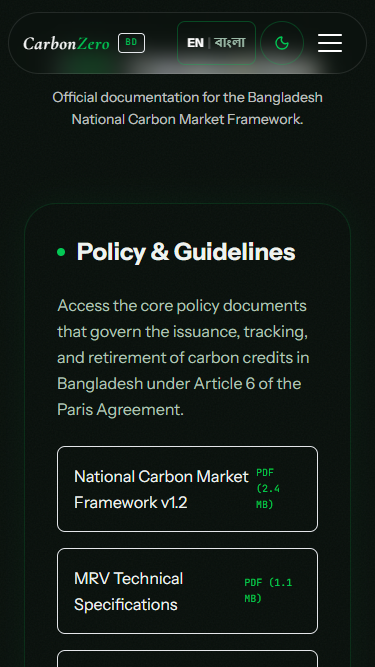 CarbonZero BD EN | বাংলা
Official documentation for the Bangladesh
National Carbon Market Framework.
Policy & Guidelines
Access the core policy documents
that govern the issuance, tracking,
and retirement of carbon credits in
Bangladesh under Article 6 of the
Paris Agreement.
National Carbon Market
Framework v1.2
PDF
(2.4
MB)
MRV Technical
Specifications
PDF (1.1
MB)